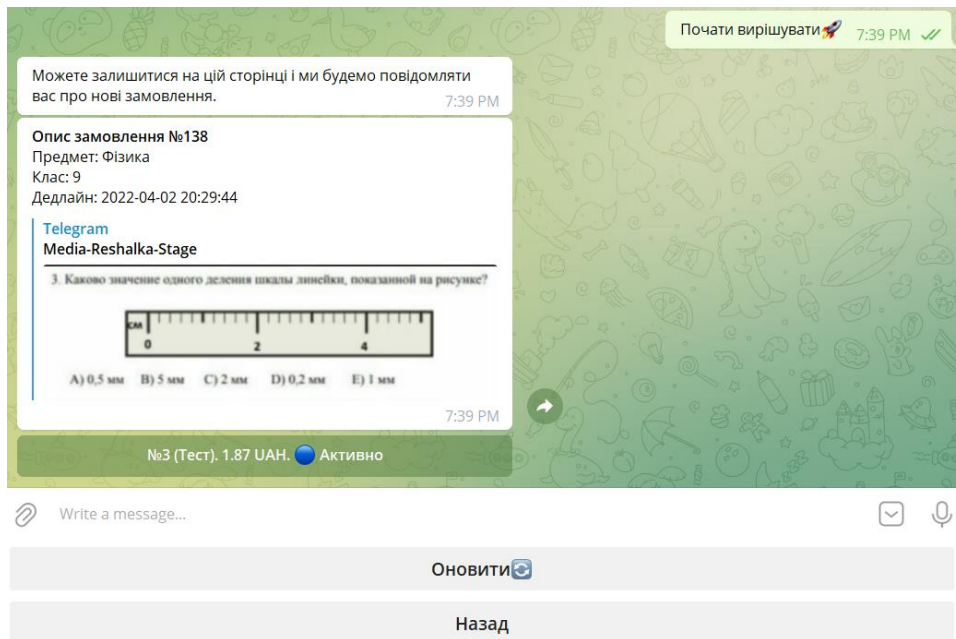 Почати вирішувати🚀 7:39 PM
Можете залишитися на цій сторінці і ми будемо повідомляти
вас про нові замовлення.
7:39 PM
Опис замовлення №138
Предмет: Фізика
Клас: 9
Дедлайн: 2022-04-02 20:29:44
Telegram
Media-Reshalka-Stage
3. Каково значение одного деления шкалы линейки, показанной на рисунке?
см
0 2 4
A) 0,5 мм B) 5 мм C) 2 мм D) 0,2 мм E) 1 мм
7:39 PM
№3 (Тест). 1.87 UAH. 🔵 Активно
Write a message...
Оновити🔄
Назад